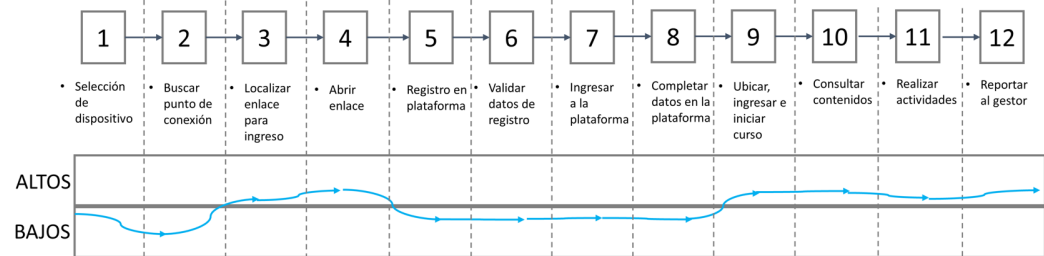 1 2 3 4 5 6 7 8 9 10 11 12
• Selección
de
dispositivo
• Buscar
punto de
conexión
• Localizar
enlace
para
ingreso
• Abrir
enlace
• Registro en
plataforma
• Validar
datos de
registro
• Ingresar
a la
plataforma
• Completar
datos en la
plataforma
• Ubicar,
ingresar e
iniciar
curso
• Consultar
contenidos
• Realizar
actividades
• Reportar
al gestor
ALTOS
BAJOS